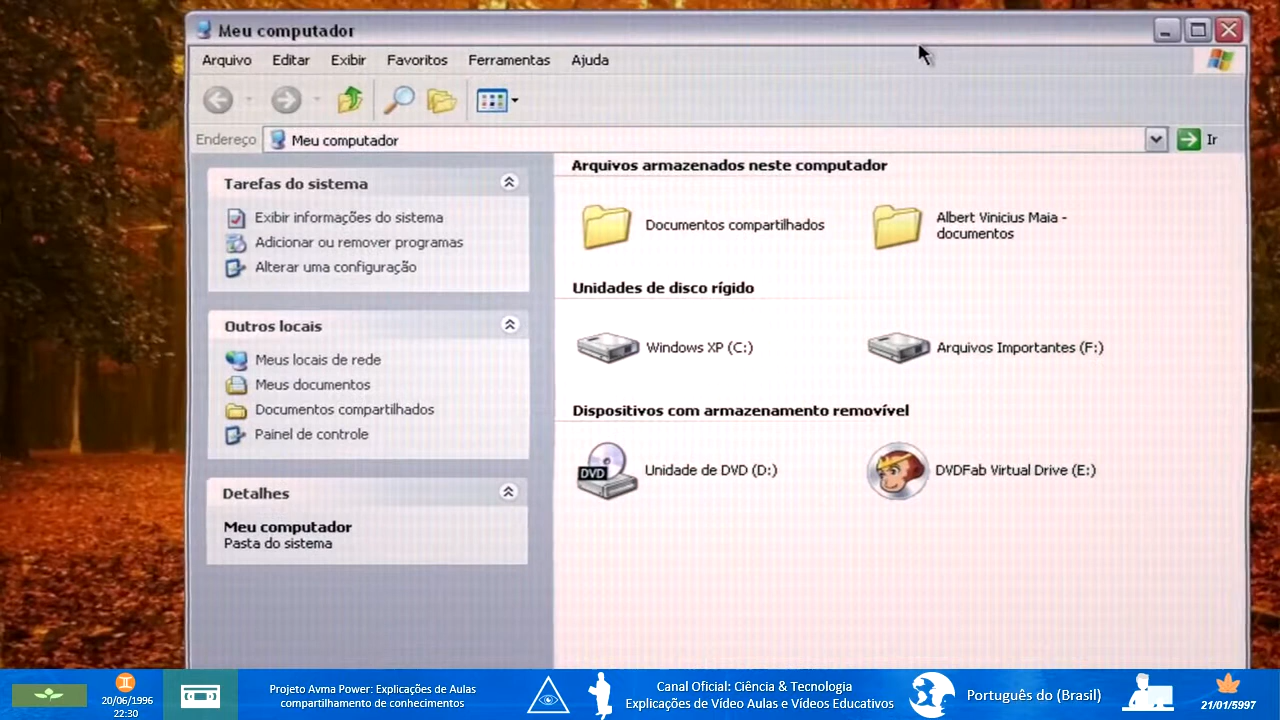 Meu computador
Arquivo Editar Exibir Favoritos Ferramentas Ajuda
Endereço Meu computador Ir
Tarefas do sistema
Exibir informações do sistema
Adicionar ou remover programas
Alterar uma configuração
Outros locais
Meus locais de rede
Meus documentos
Documentos compartilhados
Painel de controle
Detalhes
Meu computador
Pasta do sistema
Arquivos armazenados neste computador
Documentos compartilhados
Albert Vinicius Maia -
documentos
Unidades de disco rígido
Windows XP (C:)
Arquivos Importantes (F:)
Dispositivos com armazenamento removível
DVD
Unidade de DVD (D:)
DVDFab Virtual Drive (E:)
20/06/1996
22:30
Projeto Avma Power: Explicações de Aulas
compartilhamento de conhecimentos
Canal Oficial: Ciência & Tecnologia
Explicações de Vídeo Aulas e Vídeos Educativos
Português do (Brasil)
21/01/5997